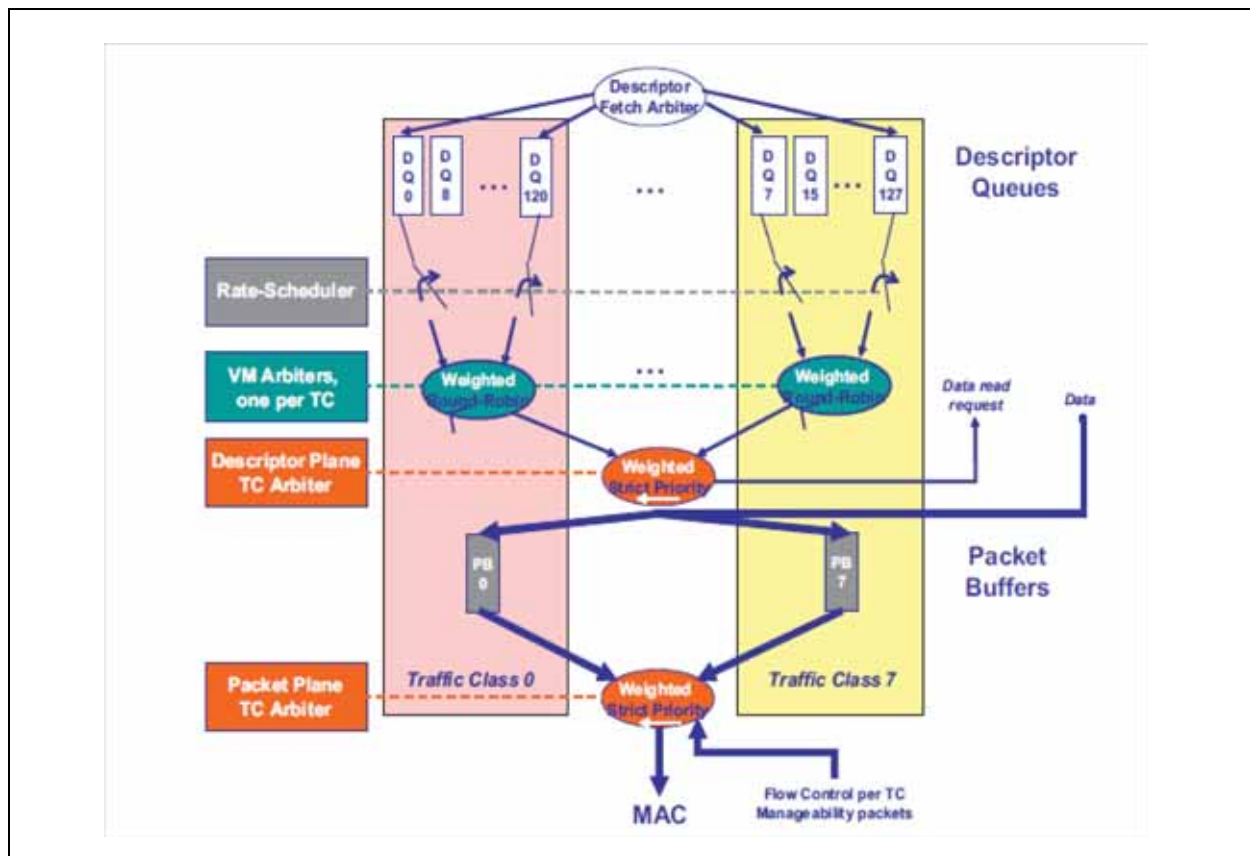 Descriptor
Fetch Arbiter
D
Q
0
D
Q
8
...
D
Q
120
...
D
Q
7
D
Q
15
...
D
Q
127
Descriptor
Queues
Rate-Scheduler
VM Arbiters,
one per TC
Weighted
Round-Robin
...
Weighted
Round-Robin
Data read
request
Data
Descriptor Plane
TC Arbiter
Weighted
Strict Priority
PB
0
PB
7
Packet
Buffers
Packet Plane
TC Arbiter
Traffic Class 0
Weighted
Strict Priority
Traffic Class 7
MAC
Flow Control per TC
Manageability packets